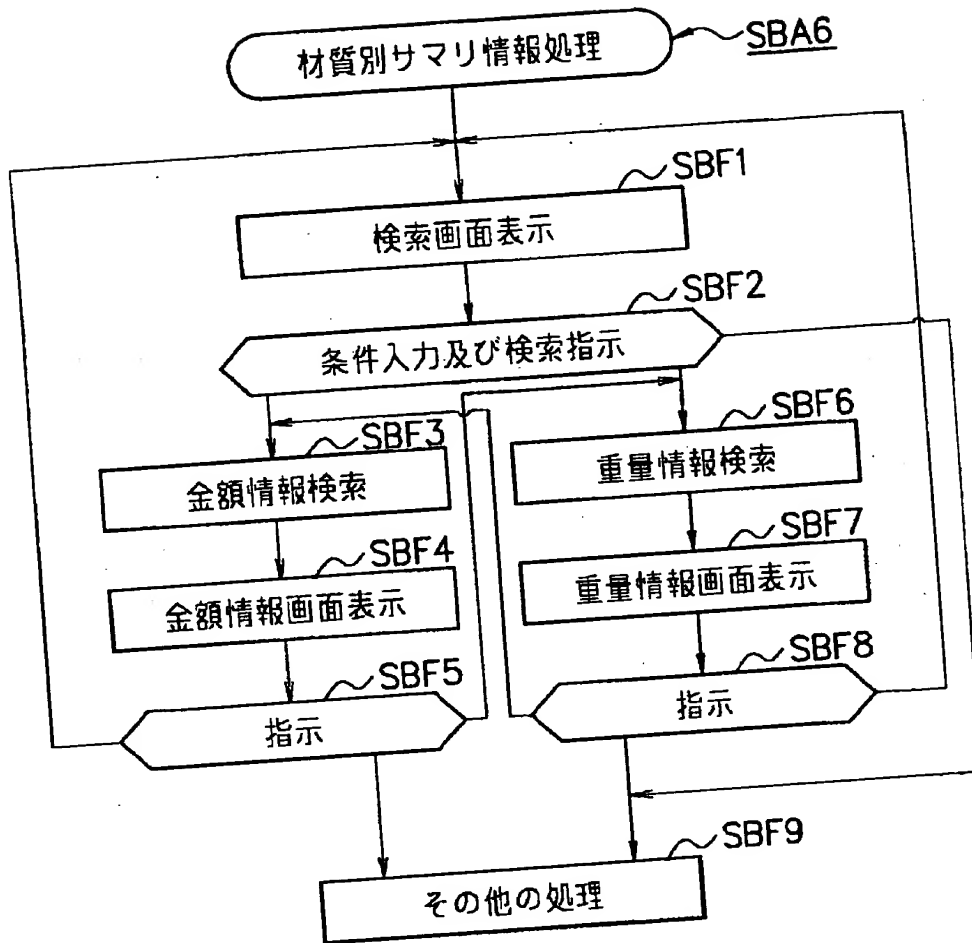 材質別サマリ情報処理
SBA6
SBF1
検索画面表示
SBF2
条件入力及び検索指示
SBF3
金額情報検索
SBF6
重量情報検索
SBF4
金額情報画面表示
SBF7
重量情報画面表示
SBF5
指示
SBF8
指示
SBF9
その他の処理